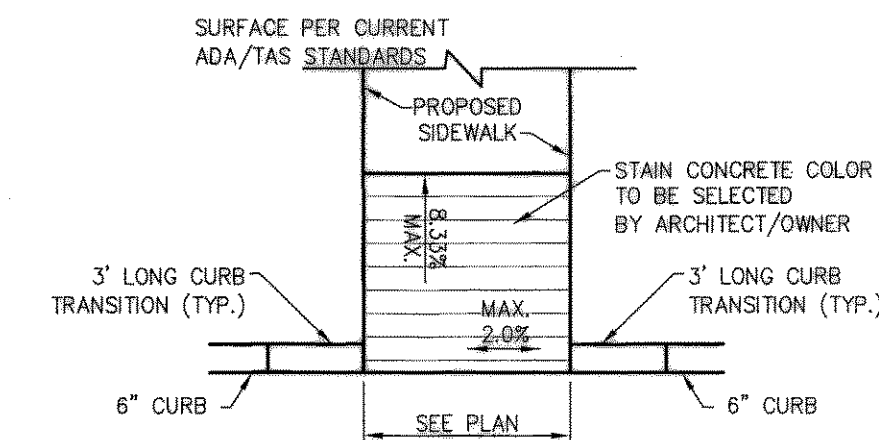 SURFACE PER CURRENT
ADA/TAS STANDARDS
PROPOSED
SIDEWALK
STAIN CONCRETE COLOR
TO BE SELECTED
BY ARCHITECT/OWNER
8.33%
MAX.
3' LONG CURB
TRANSITION (TYP.)
MAX.
2.0%
3' LONG CURB
TRANSITION (TYP.)
6" CURB
SEE PLAN
6" CURB